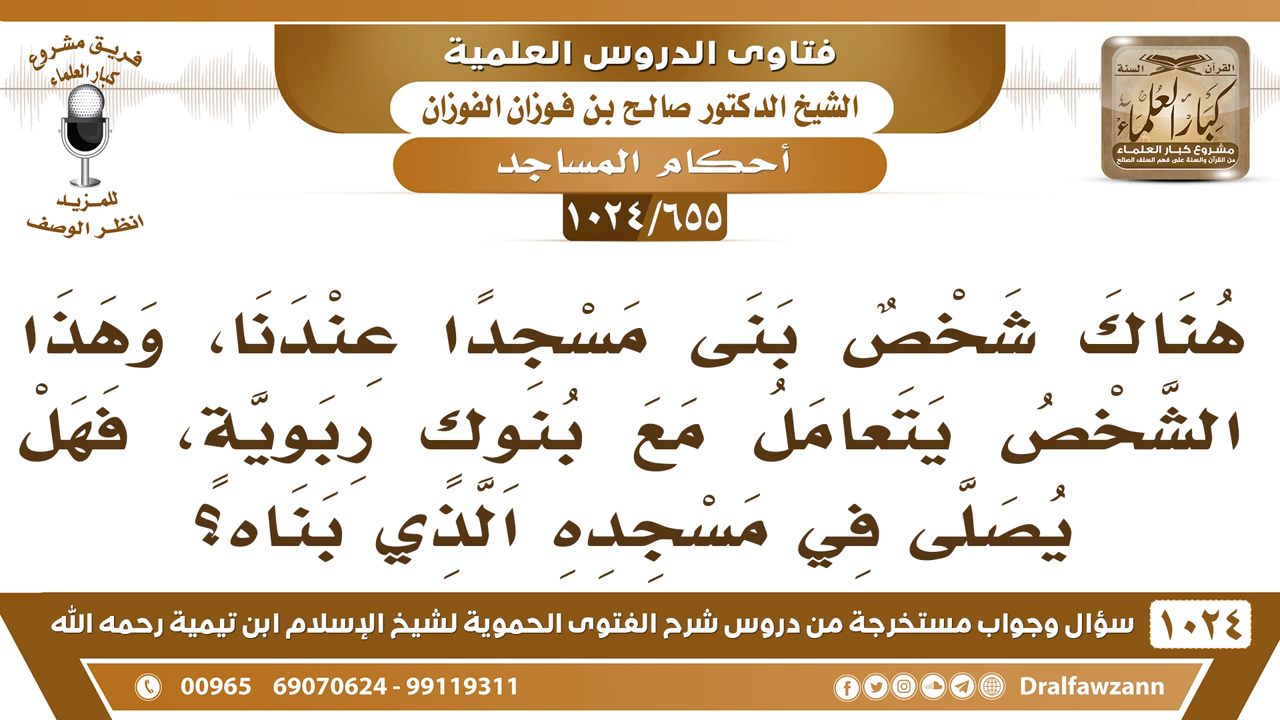 فتاوى الدروس العلمية
الشيخ الدكتور صالح بن فوزان الفوزان
أحكام المساجد
١٠٢٤/٦٥٥
فريق مشروع
كبار العلماء
للمزيد
انظر الوصف
القرآن السنة
كبار العلماء
مشروع كبار العلماء
من القرآن والسنة على فهم السلف الصالح
هُنَاكَ شَخْصٌ بَنَى مَسْجِدًا عِنْدَنَا، وَهَذَا
الشَّخْصُ يَتَعامَلُ مَعَ بُنَوك رِبَوِيَّة، فَهَلْ
يُصَلَّى فِي مَسْجِدِهِ اَلَّذِي بَنَاه؟
١٠٢٤ سؤال وجواب مستخرجة من دروس شرح الفتوى الحموية لشيخ الإسلام ابن تيمية رحمه الله
00965 69070624 - 99119311
Dralfawzann